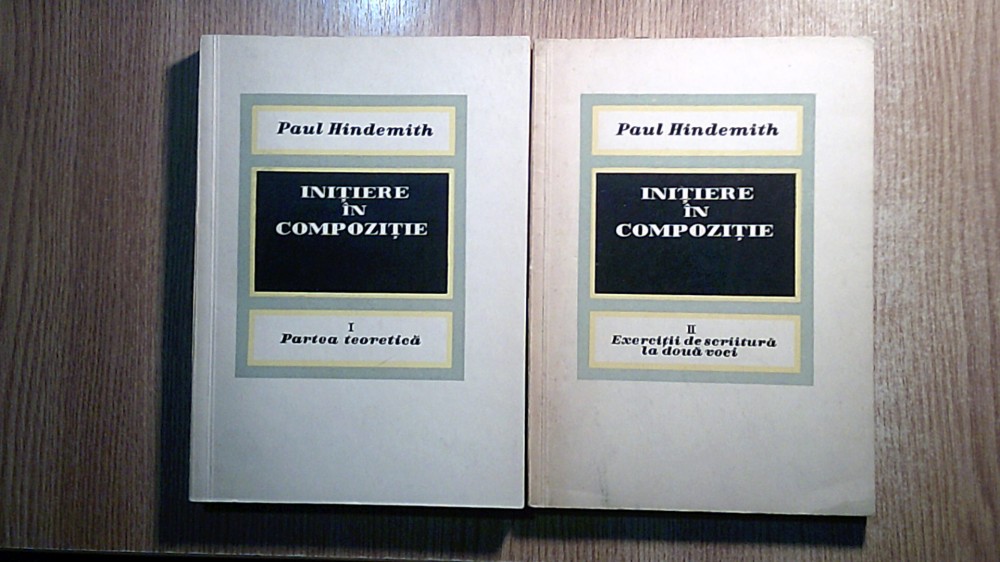 Paul Hindemith
INIȚIERE
ÎN
COMPOZIȚIE
I
Partea teoretică
Paul Hindemith
INIȚIERE
ÎN
COMPOZIȚIE
II
Exerciții de scriitură
la două voci